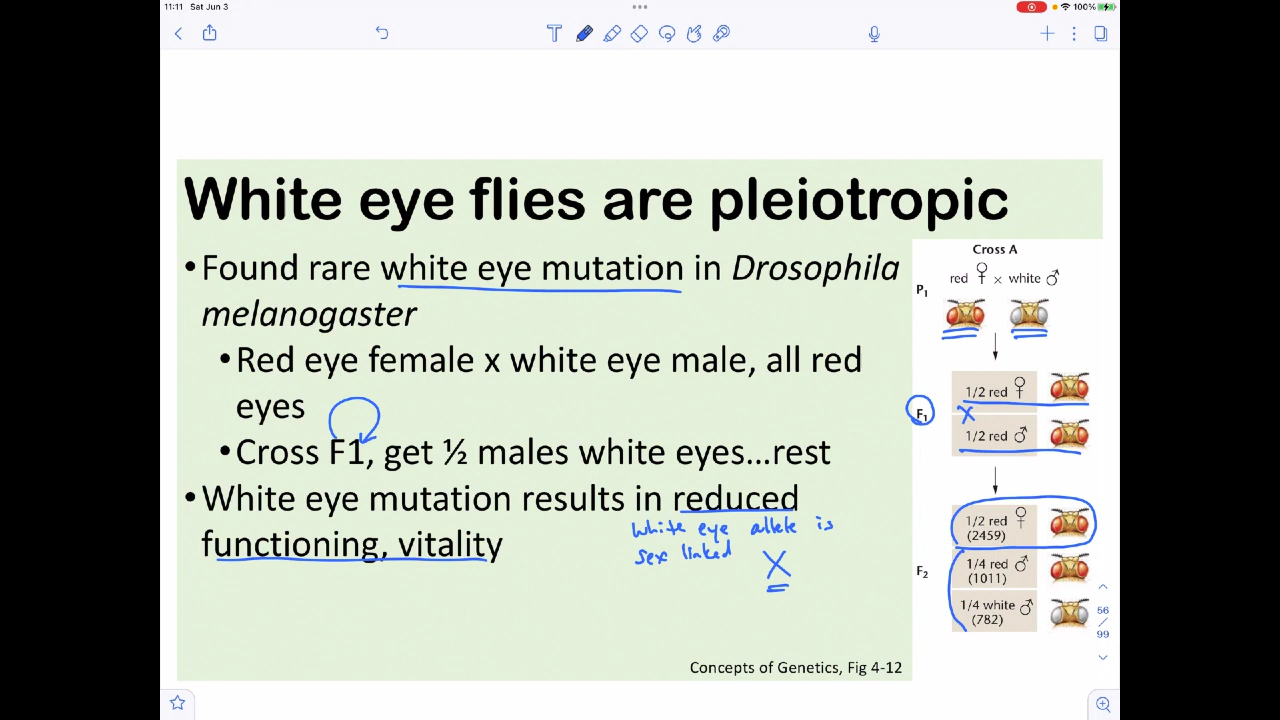 11:11 Sat Jun 3
100%
White eye flies are pleiotropic
•Found rare white eye mutation in Drosophila
melanogaster
•Red eye female x white eye male, all red
eyes
•Cross F1, get ½ males white eyes…rest
•White eye mutation results in reduced
functioning, vitality
White eye allele is
sex linked X
Concepts of Genetics, Fig 4-12
Cross A
P1
red ♀ × white ♂
F1
1/2 red ♀
X
1/2 red ♂
F2
1/2 red ♀
(2459)
1/4 red ♂
(1011)
1/4 white ♂
(782)
56
/
99